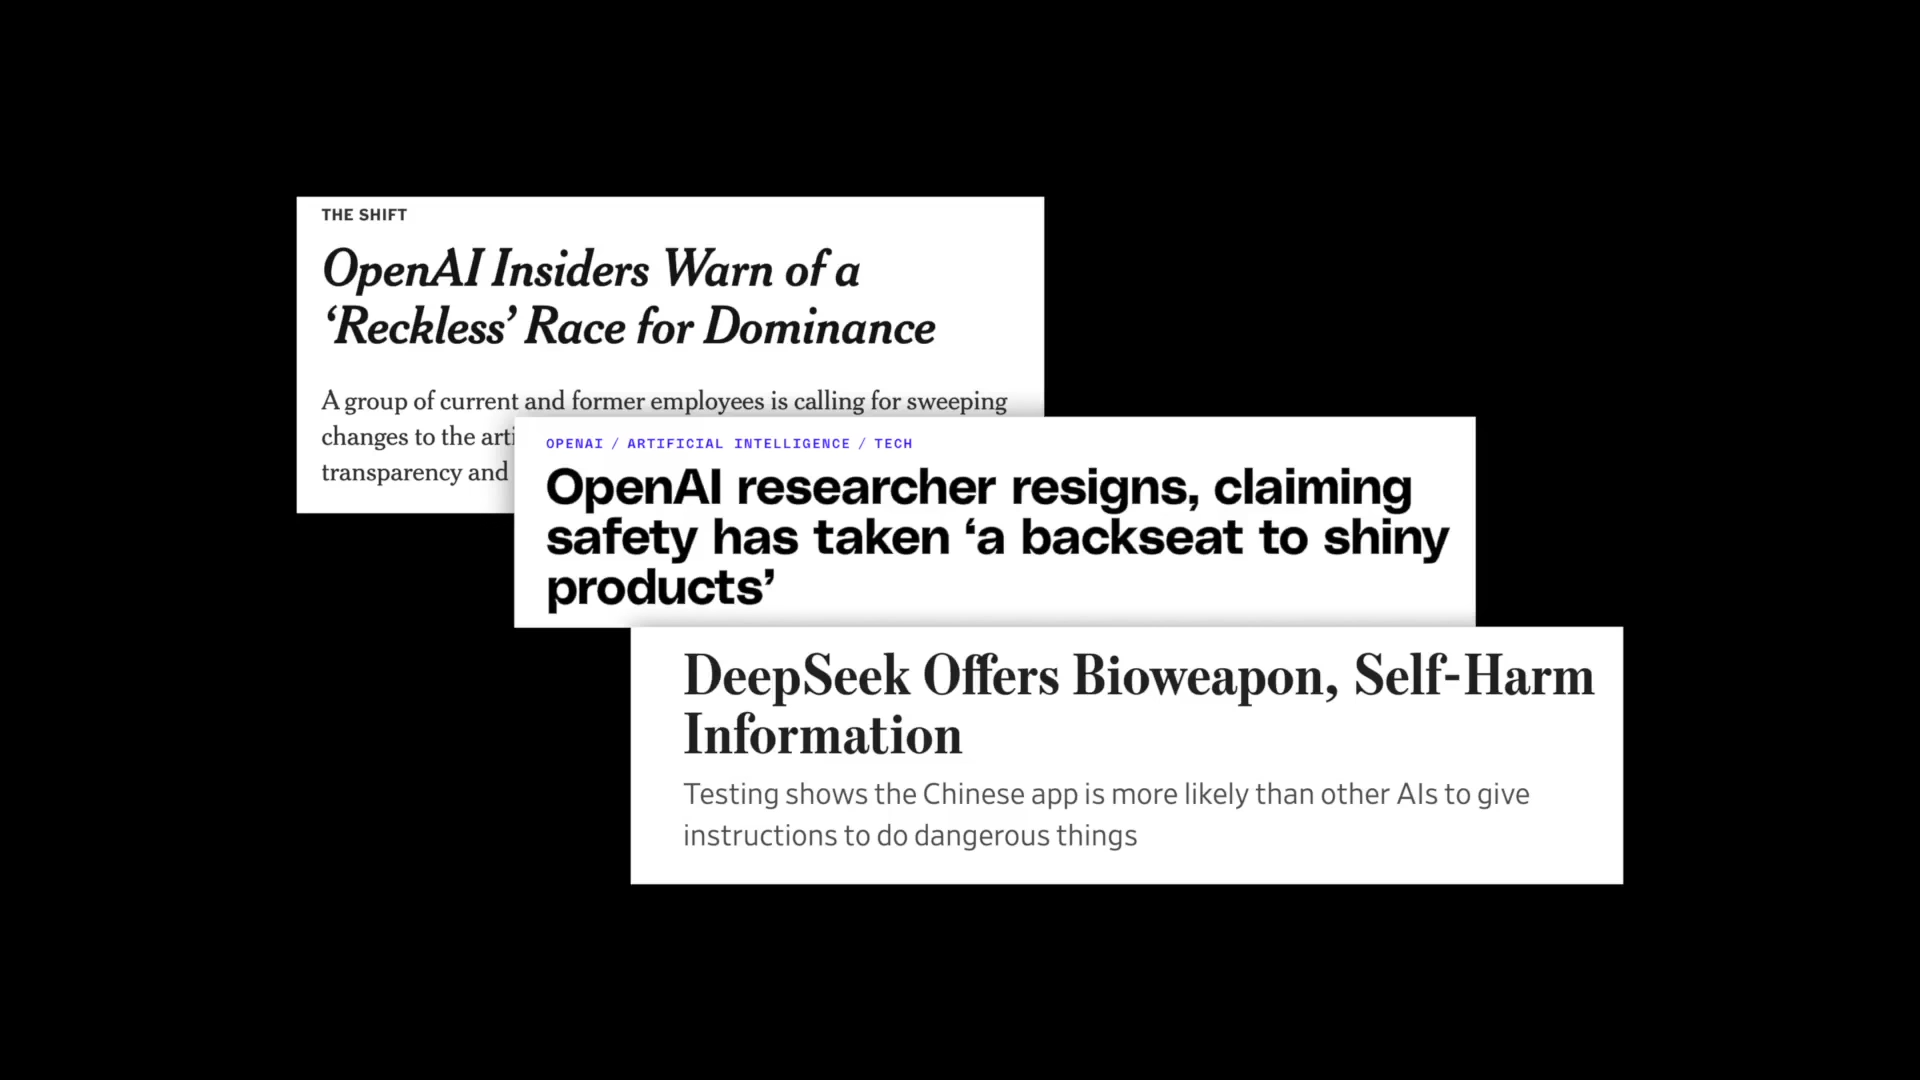 THE SHIFT
OpenAI Insiders Warn of a
‘Reckless’ Race for Dominance
A group of current and former employees is calling for sweeping
changes to the arti
transparency and
OPENAI / ARTIFICIAL INTELLIGENCE / TECH
OpenAI researcher resigns, claiming
safety has taken ‘a backseat to shiny
products’
DeepSeek Offers Bioweapon, Self-Harm
Information
Testing shows the Chinese app is more likely than other AIs to give
instructions to do dangerous things